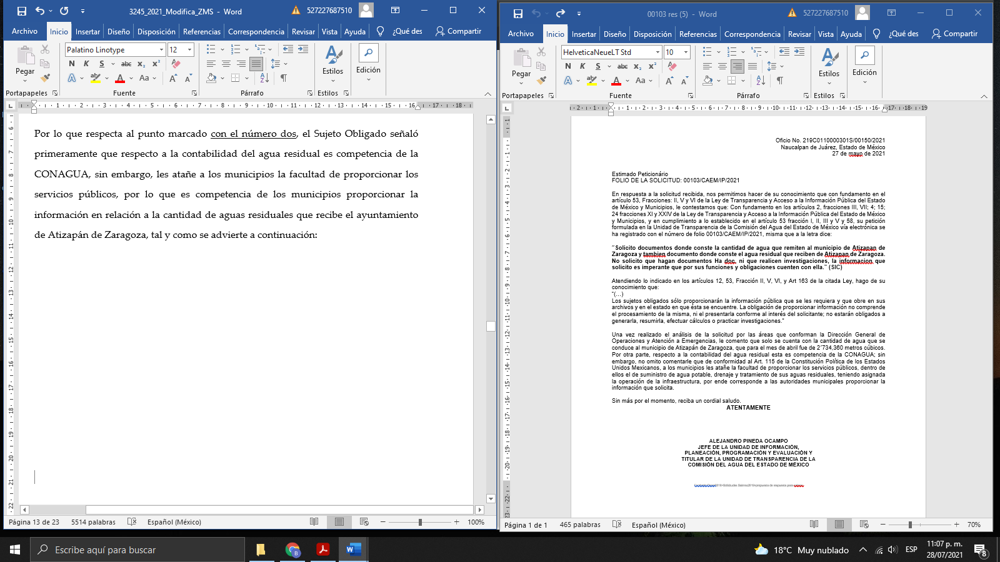 3245_2021_Modifica_ZMS - Word
527227687510
Archivo Inicio Insertar Diseño Disposición Referencias Correspondencia Revisar Vista Ayuda ¿Qué des Compartir
Pegar
Palatino Linotype 12
N K S abc x₂ x²
A ab A Aa A A
Estilos
Edición
Portapapeles Fuente Párrafo Estilos
Por lo que respecta al punto marcado con el número dos, el Sujeto Obligado señaló
primeramente que respecto a la contabilidad del agua residual es competencia de la
CONAGUA, sin embargo, les atañe a los municipios la facultad de proporcionar los
servicios públicos, por lo que es competencia de los municipios proporcionar la
información en relación a la cantidad de aguas residuales que recibe el ayuntamiento
de Atizapán de Zaragoza, tal y como se advierte a continuación:
Página 13 de 23 5514 palabras Español (México) 100%
00103 res (5) - Word
527227687510
Archivo Inicio Insertar Diseño Disposición Referencias Correspondencia Revisar Vista Ayuda ¿Qué des Compartir
Pegar
HelveticaNeueLT Std 10
N K S abc x₂ x²
A ab A Aa A A
Estilos
Edición
Portapapeles Fuente Párrafo Estilos
Oficio No. 219C0110000301S/00150/2021
Naucalpan de Juárez, Estado de México
27 de mayo de 2021
Estimado Peticionário
FOLIO DE LA SOLICITUD: 00103/CAEM/IP/2021
En respuesta a la solicitud recibida, nos permitimos hacer de su conocimiento que con fundamento en el
artículo 53, Fracciones: II, V y VI de la Ley de Transparencia y Acceso a la Información Pública del Estado
de México y Municipios, le contestamos que: Con fundamento en los artículos 2, fracciones III, VII; 4; 15;
24 fracciones XI y XXIV de la Ley de Transparencia y Acceso a la Información Pública del Estado de México
y Municipios, y en cumplimiento a lo establecido en el artículo 53 fracción I, II, III y V y 58, su petición
formulada en la Unidad de Transparencia de la Comisión del Agua del Estado de México vía electrónica se
ha registrado con el número de folio 00103/CAEM/IP/2021, misma que a la letra dice:
"Solicito documentos donde conste la cantidad de agua que remiten al municipio de Atizapan de
Zaragoza y tambien documento donde conste el agua residual que reciben de Atizapan de Zaragoza.
No solicito que hagan documentos Ha doc, ni que realicen investigaciones, la informacion que
solicito es imperante que por sus funciones y obligaciones cuenten con ella." (SIC)
Atendiendo lo indicado en los artículos 12, 53, Fracción II, V, VI, y Art 163 de la citada Ley, hago de su
conocimiento que:
"(...)
Los sujetos obligados sólo proporcionarán la información pública que se les requiera y que obre en sus
archivos y en el estado en que ésta se encuentre. La obligación de proporcionar información no comprende
el procesamiento de la misma, ni el presentarla conforme al interés del solicitante; no estarán obligados a
generarla, resumirla, efectuar cálculos o practicar investigaciones."
Una vez realizado el análisis de la solicitud por las áreas que conforman la Dirección General de
Operaciones y Atención a Emergencias, le comento que solo se cuenta con la cantidad de agua que se
conduce al municipio de Atizapán de Zaragoza, que para el mes de abril fue de 2´734,360 metros cúbicos.
Por otra parte, respecto a la contabilidad del agua residual esta es competencia de la CONAGUA; sin
embargo, no omito comentarle que de conformidad al Art. 115 de la Constitución Política de los Estados
Unidos Mexicanos, a los municipios les atañe la facultad de proporcionar los servicios públicos, dentro de
ellos el de suministro de agua potable, drenaje y tratamiento de sus aguas residuales, teniendo asignada
la operación de la infraestructura, por ende corresponde a las autoridades municipales proporcionar la
información que solicita.
Sin más por el momento, reciba un cordial saludo.
ATENTAMENTE
ALEJANDRO PINEDA OCAMPO
JEFE DE LA UNIDAD DE INFORMACIÓN,
PLANEACIÓN, PROGRAMACIÓN Y EVALUACIÓN Y
TITULAR DE LA UNIDAD DE TRANSPARENCIA DE LA
COMISIÓN DEL AGUA DEL ESTADO DE MÉXICO
Página 1 de 1 465 palabras Español (México) 70%
Escribe aquí para buscar
18°C Muy nublado ESP
11:07 p. m.
28/07/2021
8